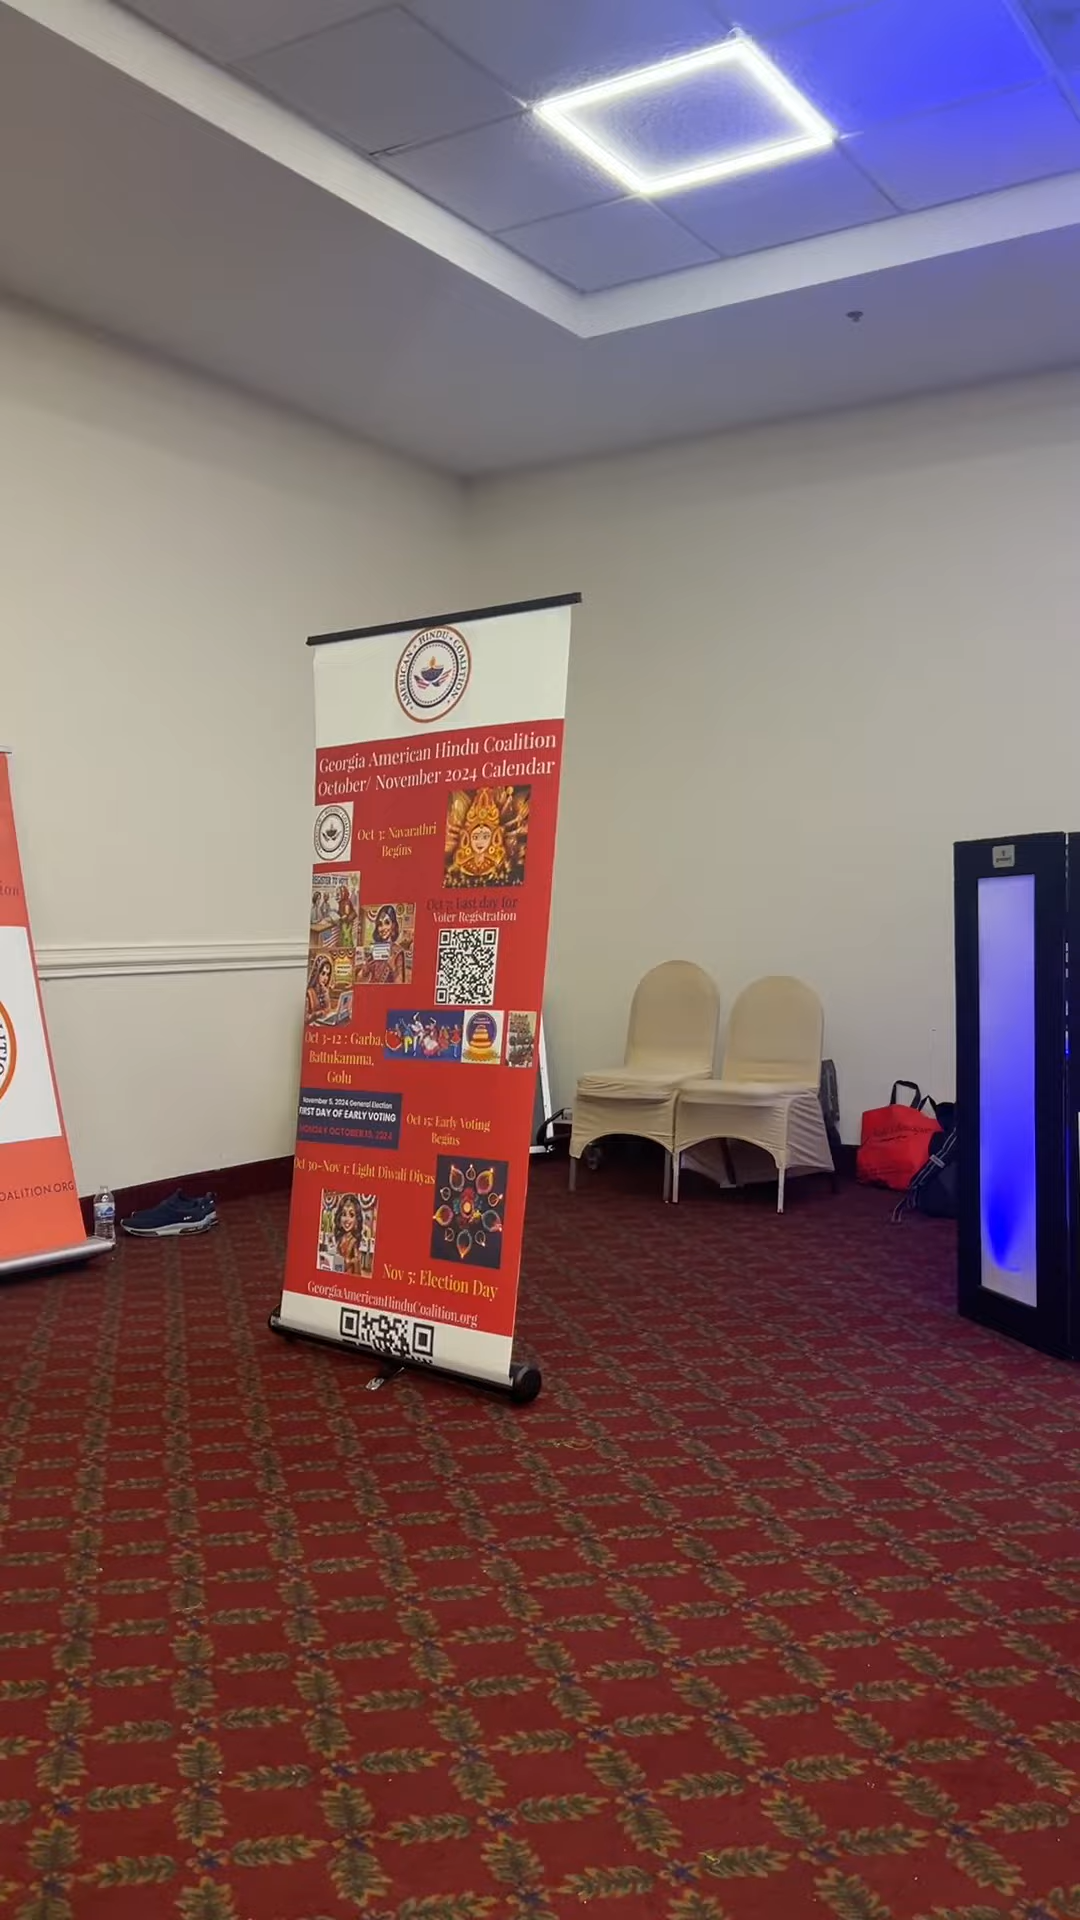 AMERICAN HINDU COALITION
Georgia American Hindu Coalition
October/ November 2024 Calendar
Oct 3: Navarathri
Begins
REGISTER TO VOTE
Oct 7: Last day for
Voter Registration
Oct 3-12 : Garba,
Battukamma,
Golu
November 5, 2024 General Election
FIRST DAY OF EARLY VOTING
OCTOBER 15, 2024
Oct 15: Early Voting
Begins
Oct 30-Nov 1: Light Diwali Diyas
Nov 5: Election Day
GeorgiaAmericanHinduCoalition.org
OALITION.ORG